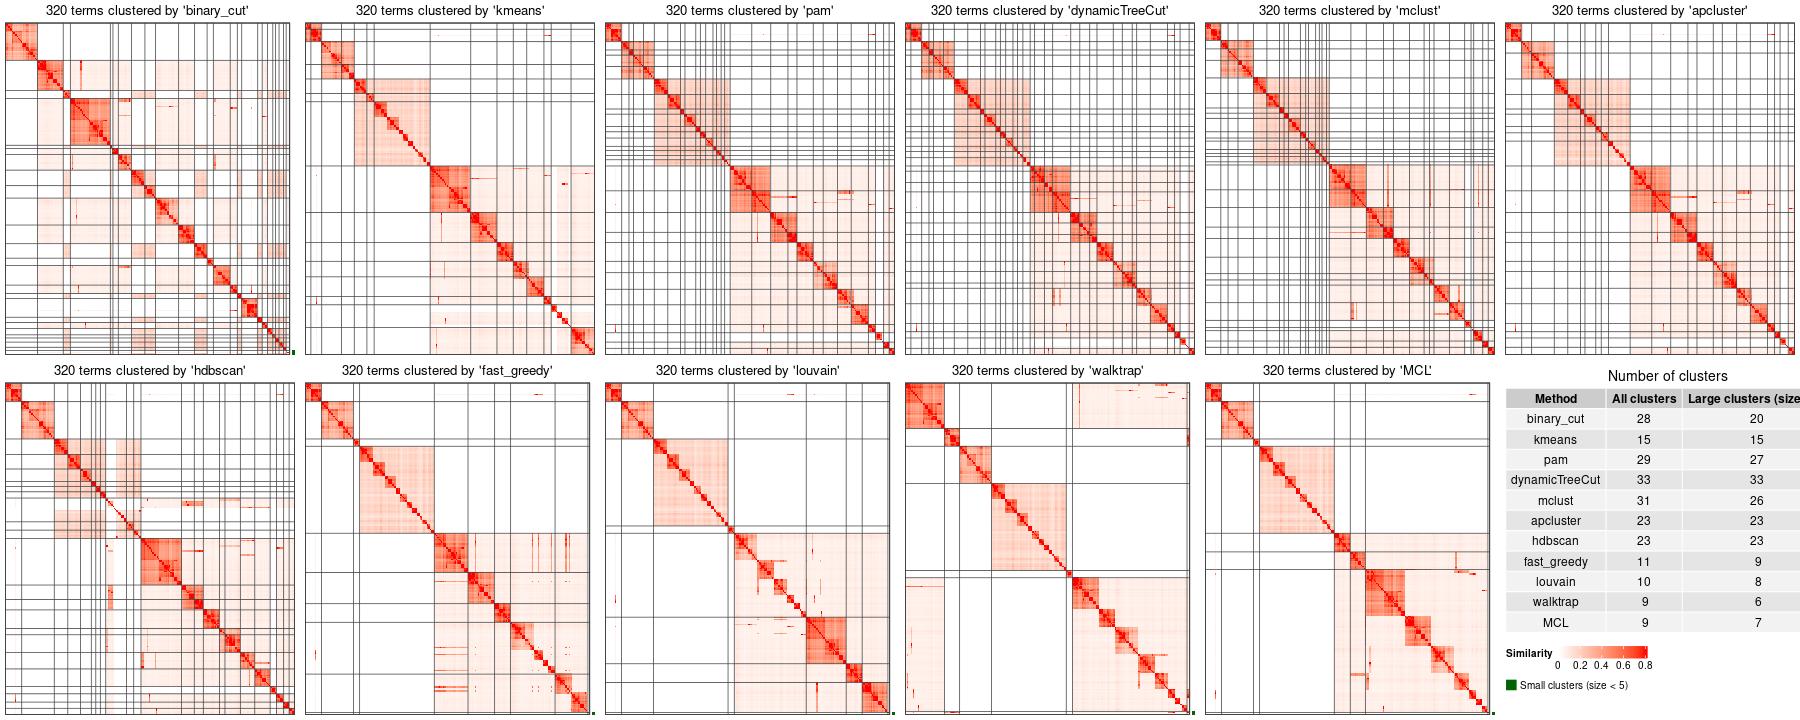 320 terms clustered by 'binary_cut'
320 terms clustered by 'kmeans'
320 terms clustered by 'pam'
320 terms clustered by 'dynamicTreeCut'
320 terms clustered by 'mclust'
320 terms clustered by 'apcluster'
320 terms clustered by 'hdbscan'
320 terms clustered by 'fast_greedy'
320 terms clustered by 'louvain'
320 terms clustered by 'walktrap'
320 terms clustered by 'MCL'
Number of clusters
Method All clusters Large clusters (size
binary_cut 28 20
kmeans 15 15
pam 29 27
dynamicTreeCut 33 33
mclust 31 26
apcluster 23 23
hdbscan 23 23
fast_greedy 11 9
louvain 10 8
walktrap 9 6
MCL 9 7
Similarity
0 0.2 0.4 0.6 0.8
Small clusters (size < 5)